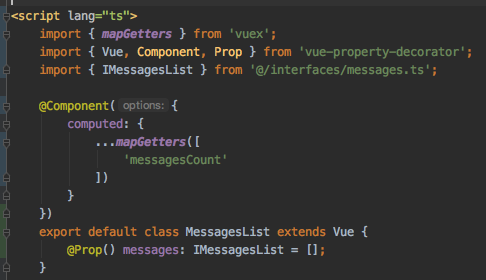 <script lang="ts">
    import { mapGetters } from 'vuex';
    import { Vue, Component, Prop } from 'vue-property-decorator';
    import { IMessagesList } from '@/interfaces/messages.ts';

    @Component( options: {
        computed: {
            ...mapGetters([
                'messagesCount'
            ])
        }
    })
    export default class MessagesList extends Vue {
        @Prop() messages: IMessagesList = [];
    }